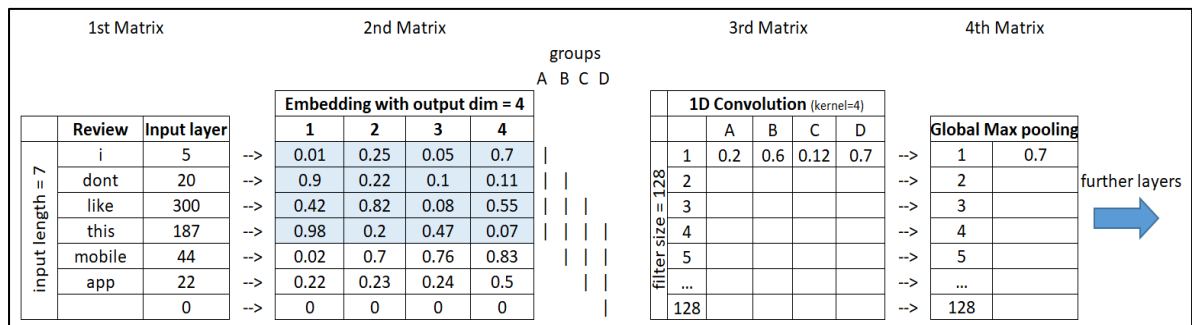 1st Matrix 2nd Matrix 3rd Matrix 4th Matrix
groups
A B C D
Embedding with output dim = 4 1D Convolution (kernel=4)
Review Input layer 1 2 3 4 A B C D Global Max pooling
i 5 --> 0.01 0.25 0.05 0.7 | 1 0.2 0.6 0.12 0.7 --> 1 0.7
dont 20 --> 0.9 0.22 0.1 0.11 | | 2 --> 2 further layers
like 300 --> 0.42 0.82 0.08 0.55 | | | 3 --> 3
this 187 --> 0.98 0.2 0.47 0.07 | | | | 4 --> 4
mobile 44 --> 0.02 0.7 0.76 0.83 | | | 5 --> 5
app 22 --> 0.22 0.23 0.24 0.5 | | ... --> ...
0 --> 0 0 0 0 | 128 --> 128
input length = 7
filter size = 128